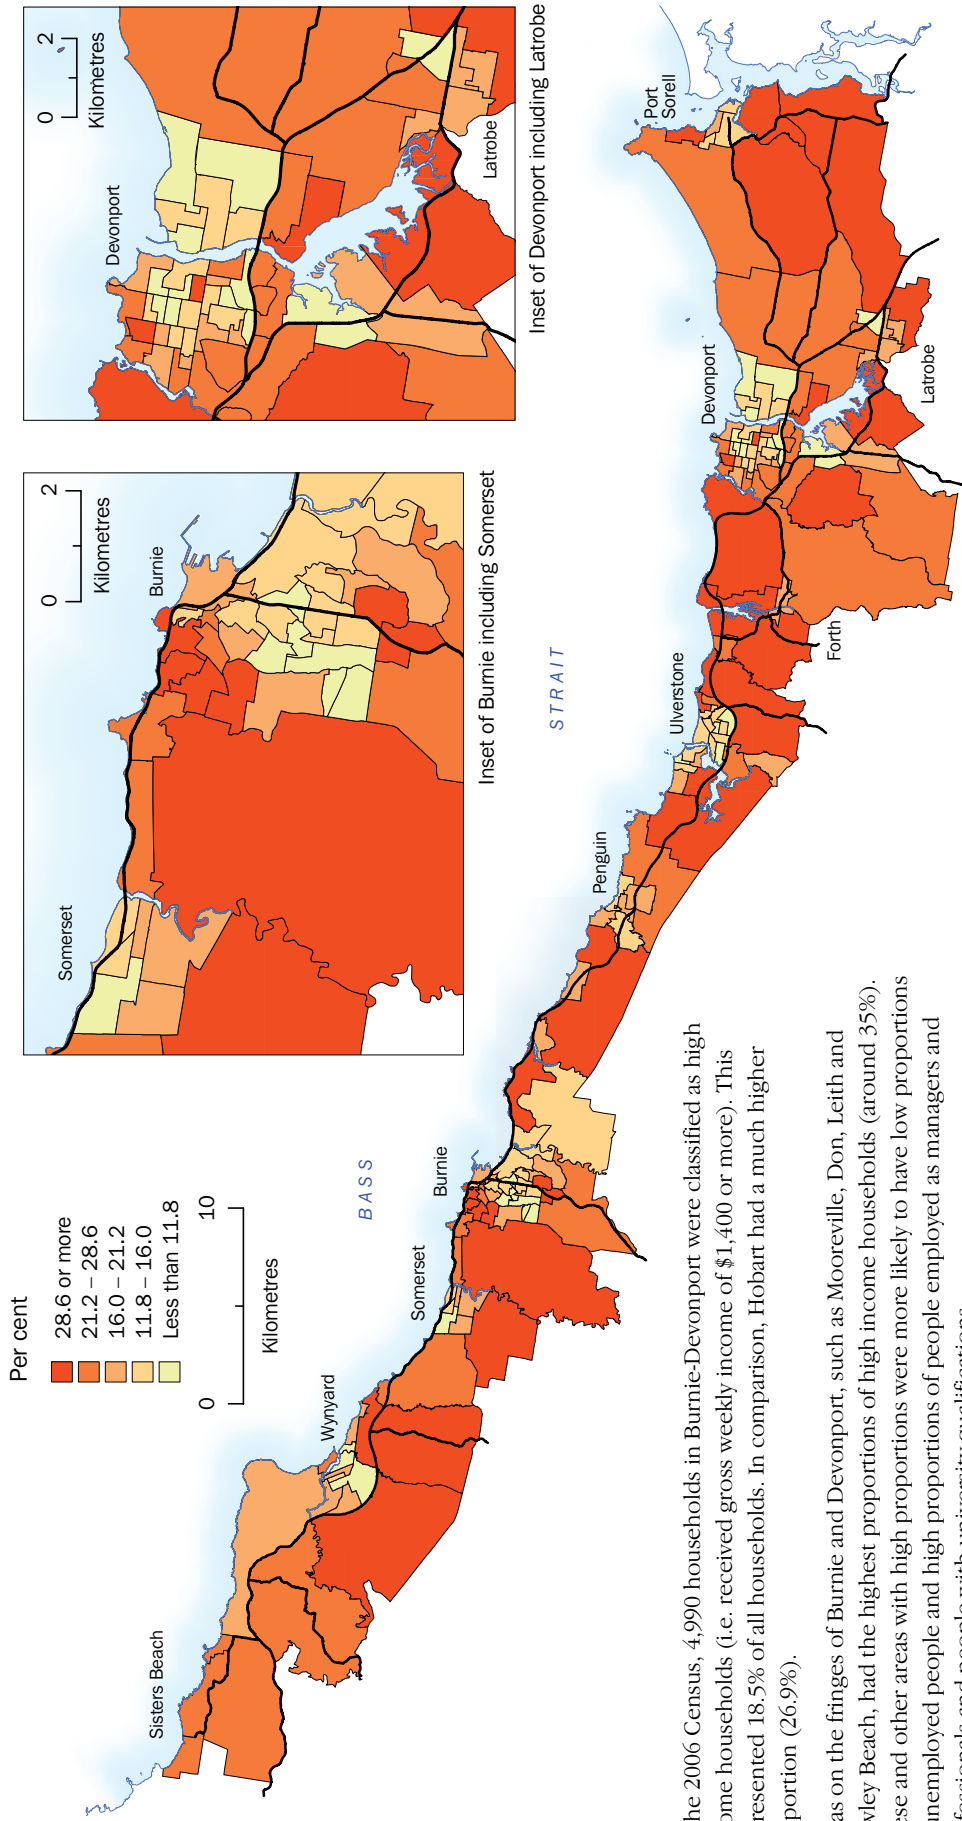 Per cent
28.6 or more
21.2 – 28.6
16.0 – 21.2
11.8 – 16.0
Less than 11.8
0 10
Kilometres
Somerset
Burnie
0 2
Kilometres
Inset of Burnie including Somerset
Devonport
Latrobe
0 2
Kilometres
Inset of Devonport including Latrobe
BASS
STRAIT
Sisters Beach
Wynyard
Somerset
Burnie
Penguin
Ulverstone
Forth
Devonport
Latrobe
Port
Sorell
he 2006 Census, 4,990 households in Burnie-Devonport were classified as high
ome households (i.e. received gross weekly income of $1,400 or more). This
resented 18.5% of all households. In comparison, Hobart had a much higher
portion (26.9%).
as on the fringes of Burnie and Devonport, such as Mooreville, Don, Leith and
wley Beach, had the highest proportions of high income households (around 35%).
ese and other areas with high proportions were more likely to have low proportions
unemployed people and high proportions of people employed as managers and
fessionals and people with university qualifications.